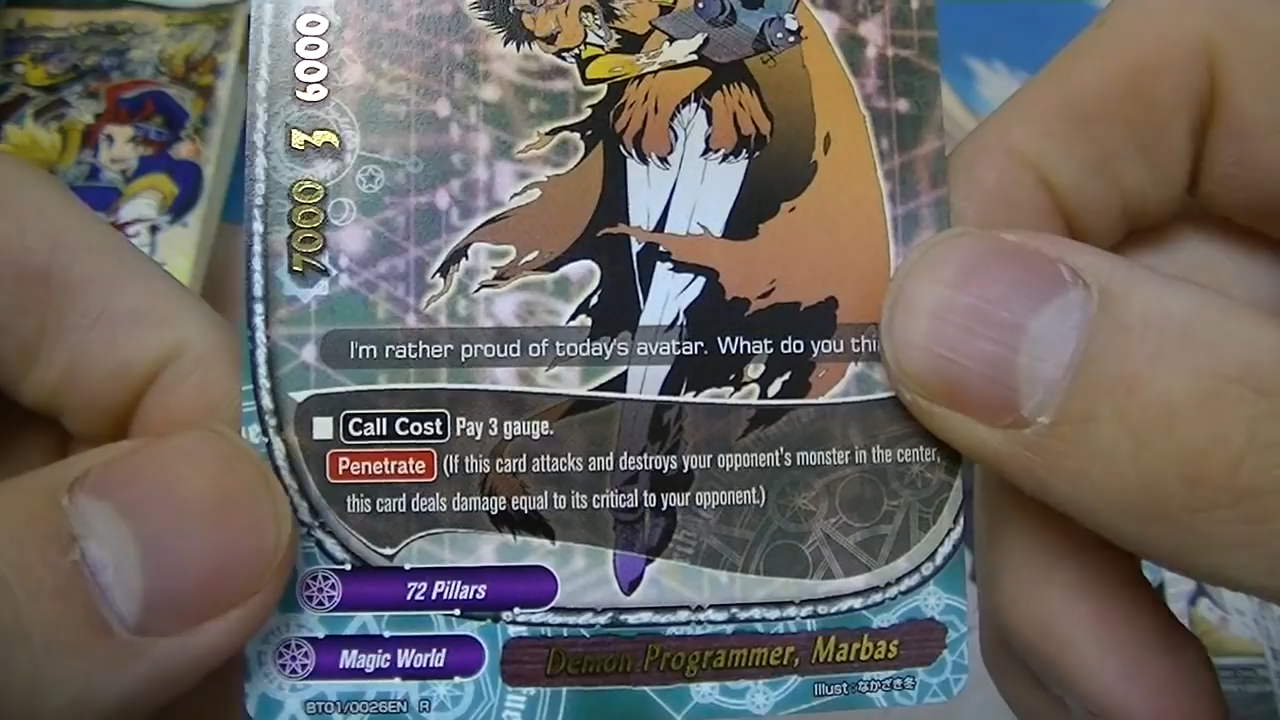 6000
3
7000
I'm rather proud of today's avatar. What do you thi
Call Cost Pay 3 gauge.
Penetrate (If this card attacks and destroys your opponent's monster in the center,
this card deals damage equal to its critical to your opponent.)
72 Pillars
Magic World
Demon Programmer, Marbas
Illust:なかざき冬
BT01/0026EN R